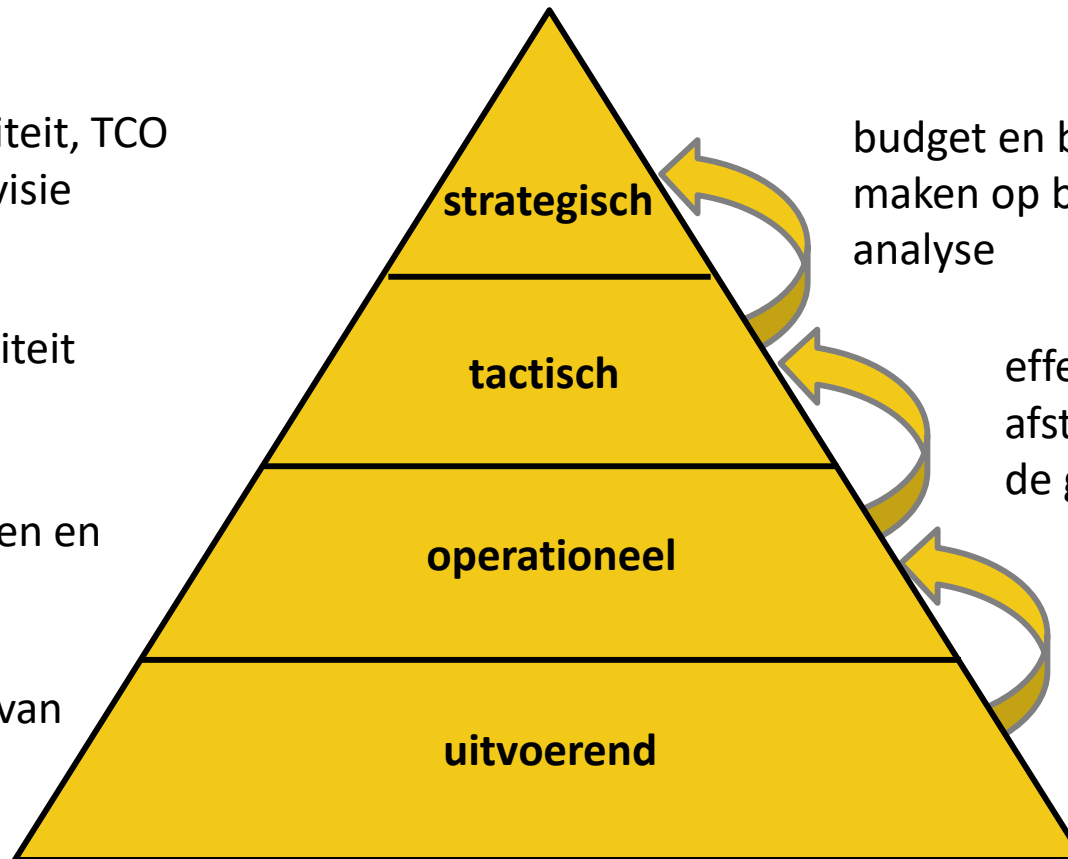 iteit, TCO
visie
strategisch
budget en b
maken op b
analyse
iteit
tactisch
effe
afst
de g
en en
operationeel
van
uitvoerend